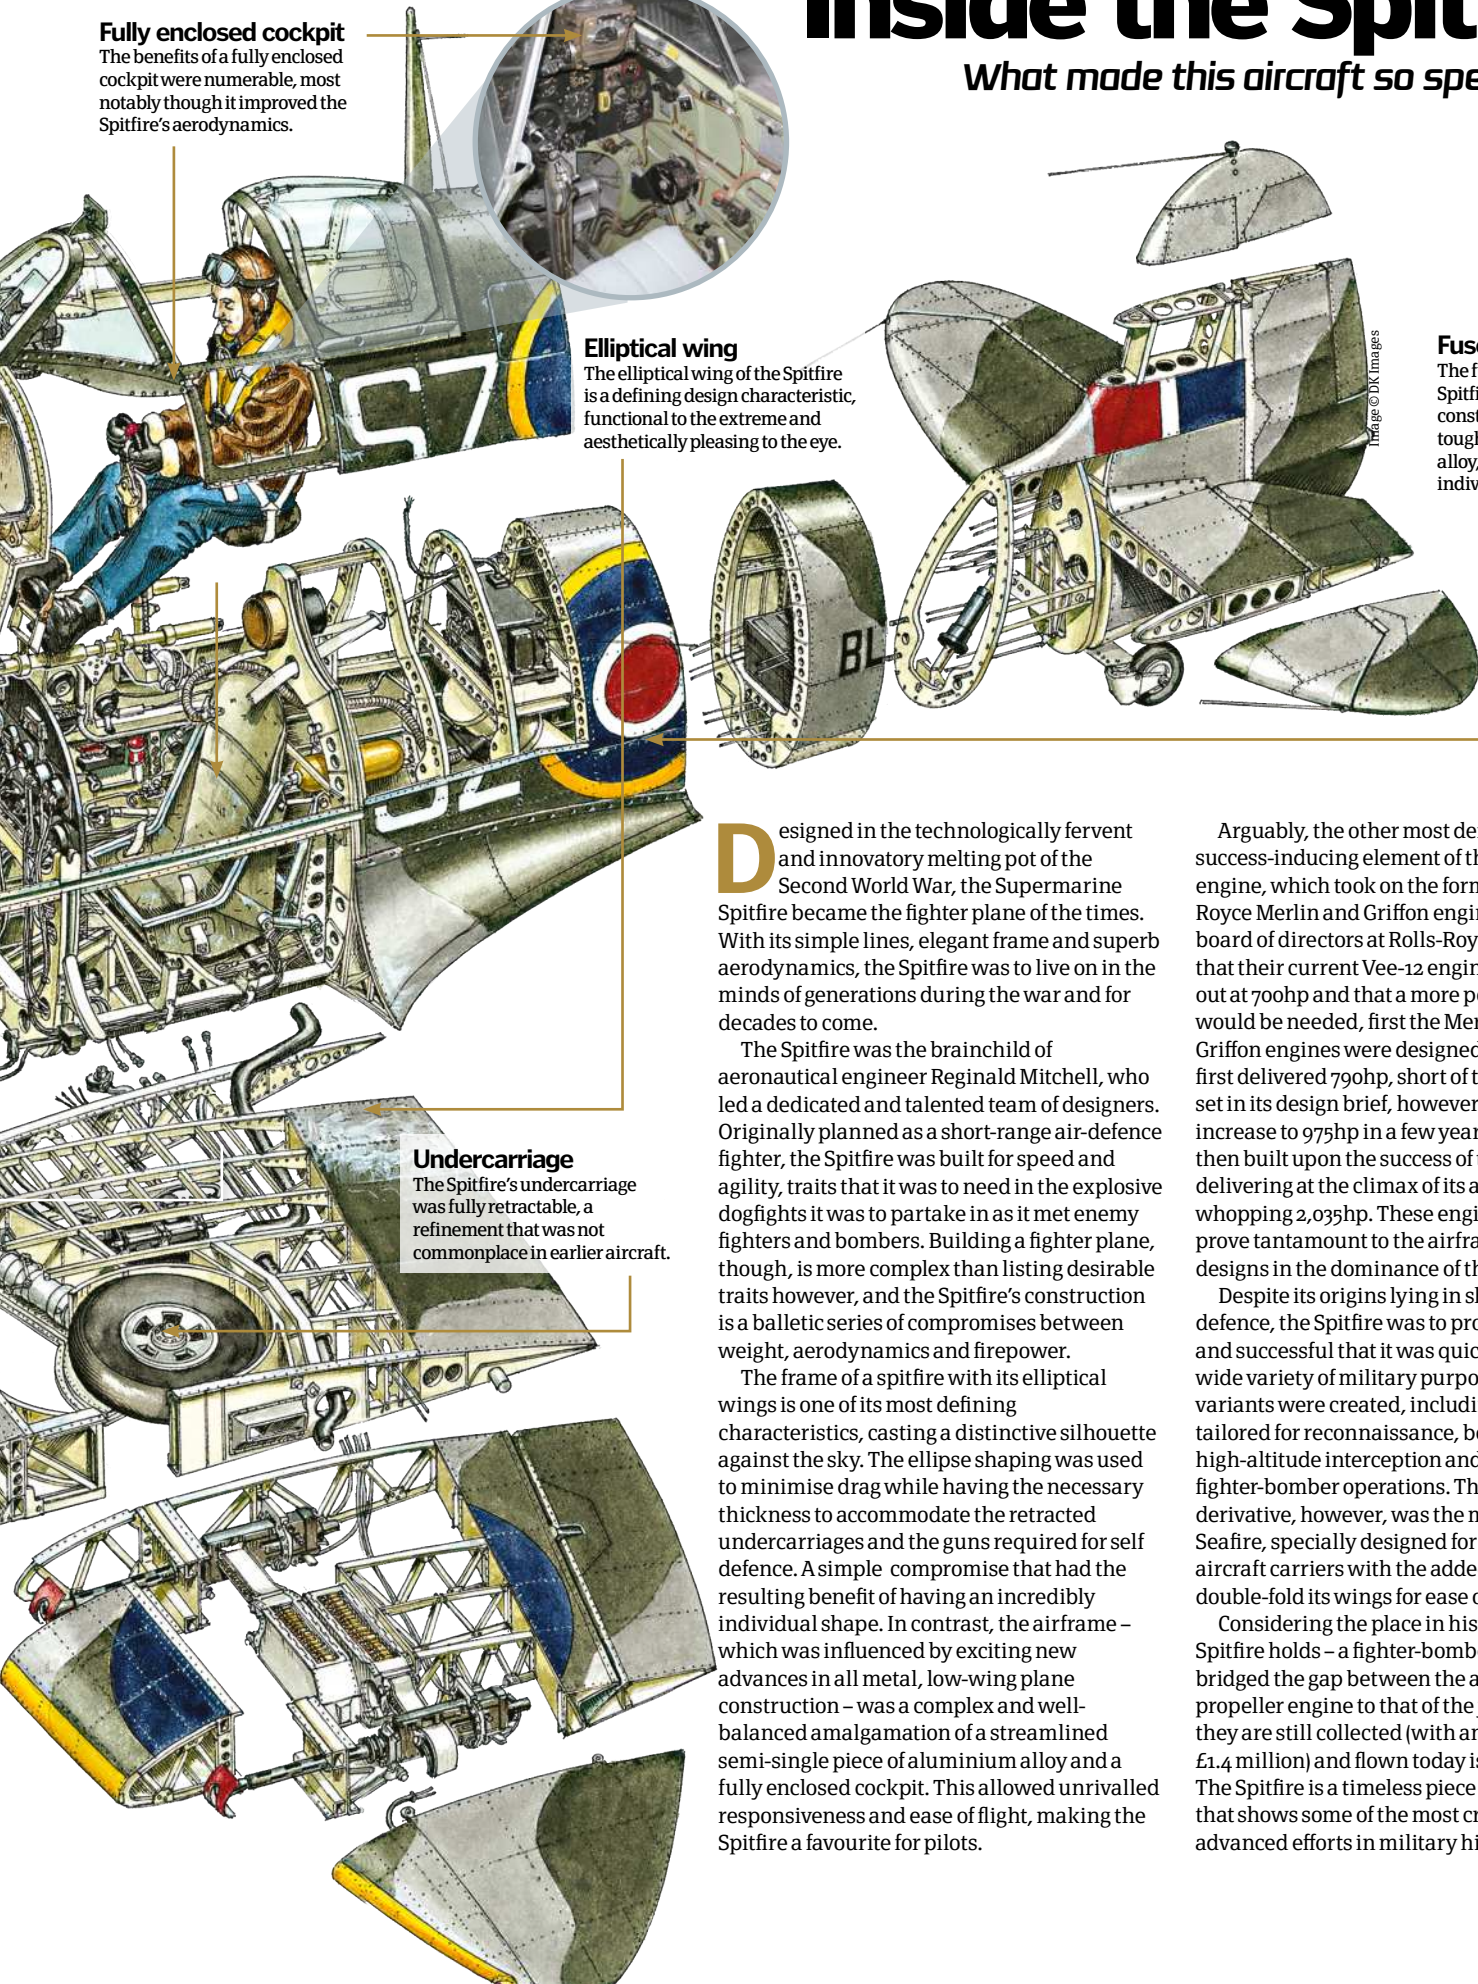 Inside the Spit
What made this aircraft so spe
Fully enclosed cockpit
The benefits of a fully enclosed
cockpit were numerable, most
notably though it improved the
Spitfire's aerodynamics.
Elliptical wing
The elliptical wing of the Spitfire
is a defining design characteristic,
functional to the extreme and
aesthetically pleasing to the eye.
Image © DK Images
Fuse
The f
Spitfi
const
tough
alloy,
indiv
SZ
BL
SZ
Undercarriage
The Spitfire's undercarriage
was fully retractable, a
refinement that was not
commonplace in earlier aircraft.
Designed in the technologically fervent
and innovatory melting pot of the
Second World War, the Supermarine
Spitfire became the fighter plane of the times.
With its simple lines, elegant frame and superb
aerodynamics, the Spitfire was to live on in the
minds of generations during the war and for
decades to come.
The Spitfire was the brainchild of
aeronautical engineer Reginald Mitchell, who
led a dedicated and talented team of designers.
Originally planned as a short-range air-defence
fighter, the Spitfire was built for speed and
agility, traits that it was to need in the explosive
dogfights it was to partake in as it met enemy
fighters and bombers. Building a fighter plane,
though, is more complex than listing desirable
traits however, and the Spitfire's construction
is a balletic series of compromises between
weight, aerodynamics and firepower.
The frame of a spitfire with its elliptical
wings is one of its most defining
characteristics, casting a distinctive silhouette
against the sky. The ellipse shaping was used
to minimise drag while having the necessary
thickness to accommodate the retracted
undercarriages and the guns required for self
defence. A simple compromise that had the
resulting benefit of having an incredibly
individual shape. In contrast, the airframe –
which was influenced by exciting new
advances in all metal, low-wing plane
construction – was a complex and well-
balanced amalgamation of a streamlined
semi-single piece of aluminium alloy and a
fully enclosed cockpit. This allowed unrivalled
responsiveness and ease of flight, making the
Spitfire a favourite for pilots.
Arguably, the other most de
success-inducing element of th
engine, which took on the form
Royce Merlin and Griffon engin
board of directors at Rolls-Roy
that their current Vee-12 engin
out at 700hp and that a more po
would be needed, first the Mer
Griffon engines were designed
first delivered 790hp, short of t
set in its design brief, however
increase to 975hp in a few year
then built upon the success of t
delivering at the climax of its a
whopping 2,035hp. These engi
prove tantamount to the airfra
designs in the dominance of th
Despite its origins lying in sh
defence, the Spitfire was to pro
and successful that it was quic
wide variety of military purpo
variants were created, includi
tailored for reconnaissance, bo
high-altitude interception and
fighter-bomber operations. Th
derivative, however, was the m
Seafire, specially designed for
aircraft carriers with the adde
double-fold its wings for ease o
Considering the place in his
Spitfire holds – a fighter-bombe
bridged the gap between the a
propeller engine to that of the j
they are still collected (with an
£1.4 million) and flown today is
The Spitfire is a timeless piece
that shows some of the most cr
advanced efforts in military hi